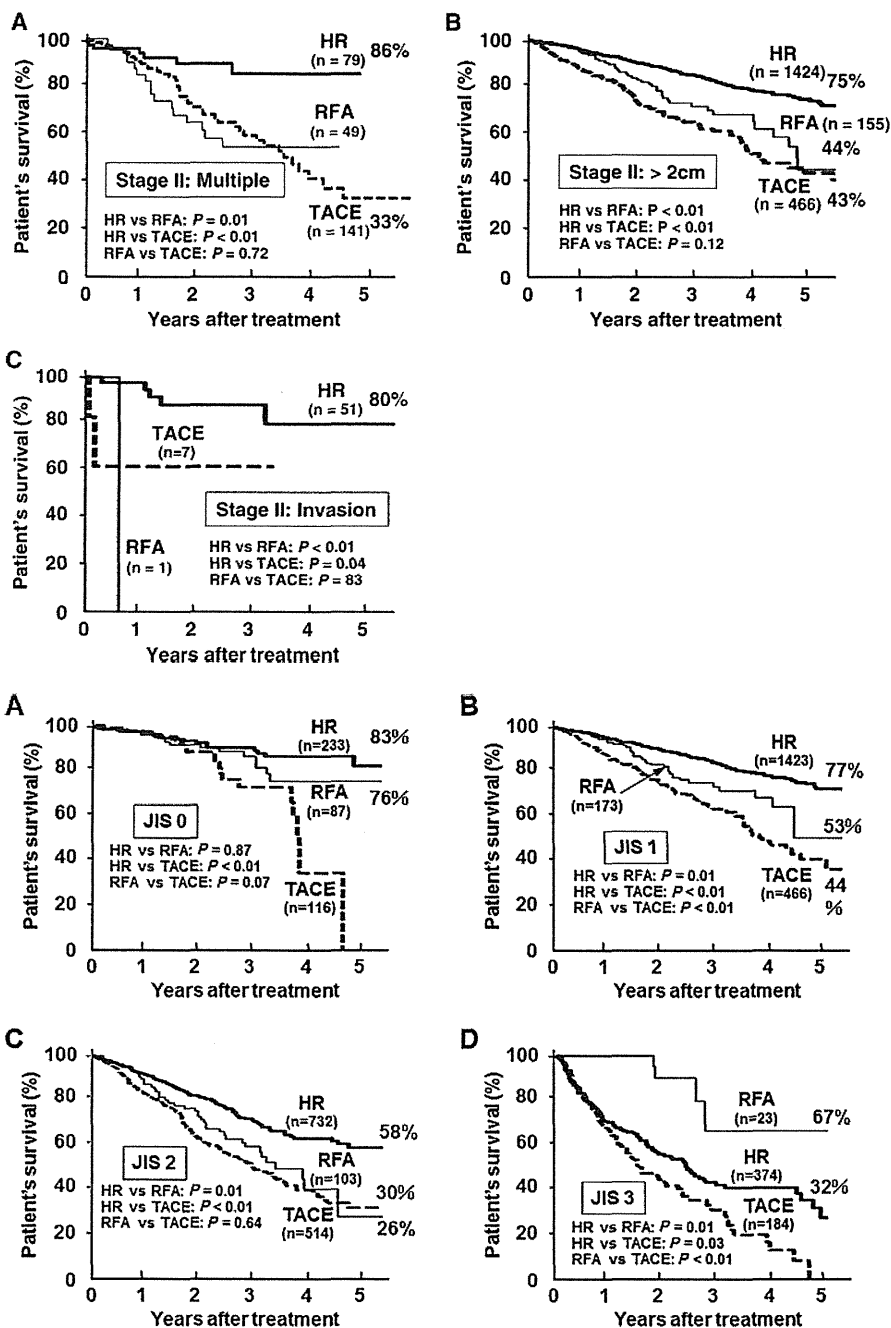 A
Patient's survival (%)
100
80
60
40
20
0
HR
(n = 79)
86%
RFA
(n = 49)
Stage II: Multiple
TACE
(n = 141)
33%
HR vs RFA: P = 0.01
HR vs TACE: P < 0.01
RFA vs TACE: P = 0.72
0 1 2 3 4 5
Years after treatment
B
Patient's survival (%)
100
80
60
40
20
0
HR
(n = 1424)
75%
RFA (n = 155)
44%
Stage II: > 2cm
TACE
(n = 466)
43%
HR vs RFA: P < 0.01
HR vs TACE: P < 0.01
RFA vs TACE: P = 0.12
0 1 2 3 4 5
Years after treatment
C
Patient's survival (%)
100
80
60
40
20
0
HR
(n = 51)
80%
TACE
(n=7)
Stage II: Invasion
RFA
(n = 1)
HR vs RFA: P < 0.01
HR vs TACE: P = 0.04
RFA vs TACE: P = 83
0 1 2 3 4 5
Years after treatment
A
Patient's survival (%)
100
80
60
40
20
0
HR
(n=233)
83%
RFA
(n=87)
76%
JIS 0
HR vs RFA: P = 0.87
HR vs TACE: P < 0.01
RFA vs TACE: P = 0.07
TACE
(n=116)
0 1 2 3 4 5
Years after treatment
B
Patient's survival (%)
100
80
60
40
20
0
HR
(n=1423)
77%
RFA
(n=173)
53%
JIS 1
HR vs RFA: P = 0.01
HR vs TACE: P < 0.01
RFA vs TACE: P < 0.01
TACE
(n=466)
44
%
0 1 2 3 4 5
Years after treatment
C
Patient's survival (%)
100
80
60
40
20
0
HR
(n=732)
58%
RFA
(n=103)
30%
JIS 2
HR vs RFA: P = 0.01
HR vs TACE: P < 0.01
RFA vs TACE: P = 0.64
TACE
(n=514)
26%
0 1 2 3 4 5
Years after treatment
D
Patient's survival (%)
100
80
60
40
20
0
RFA
(n=23)
67%
HR
(n=374)
32%
JIS 3
TACE
(n=184)
HR vs RFA: P = 0.01
HR vs TACE: P = 0.03
RFA vs TACE: P < 0.01
0 1 2 3 4 5
Years after treatment